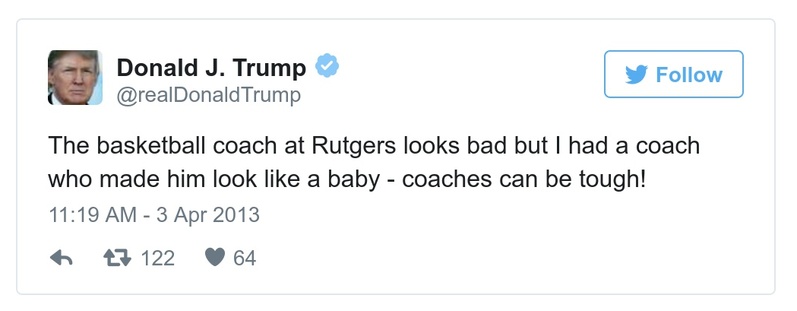 Donald J. Trump
@realDonaldTrump
Follow
The basketball coach at Rutgers looks bad but I had a coach
who made him look like a baby - coaches can be tough!
11:19 AM - 3 Apr 2013
122 64